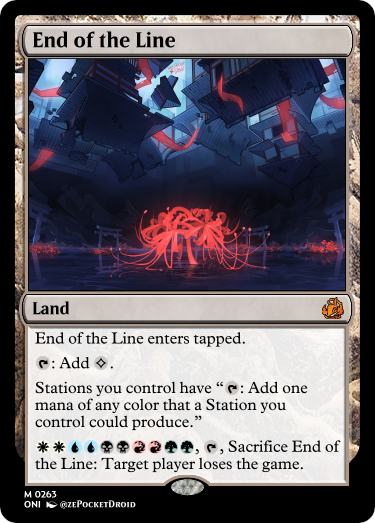 End of the Line
Land
End of the Line enters tapped.
: Add .
Stations you control have “: Add one
mana of any color that a Station you
control could produce.”
, , Sacrifice End of
the Line: Target player loses the game.
M 0263
ONI @zePocketDroid